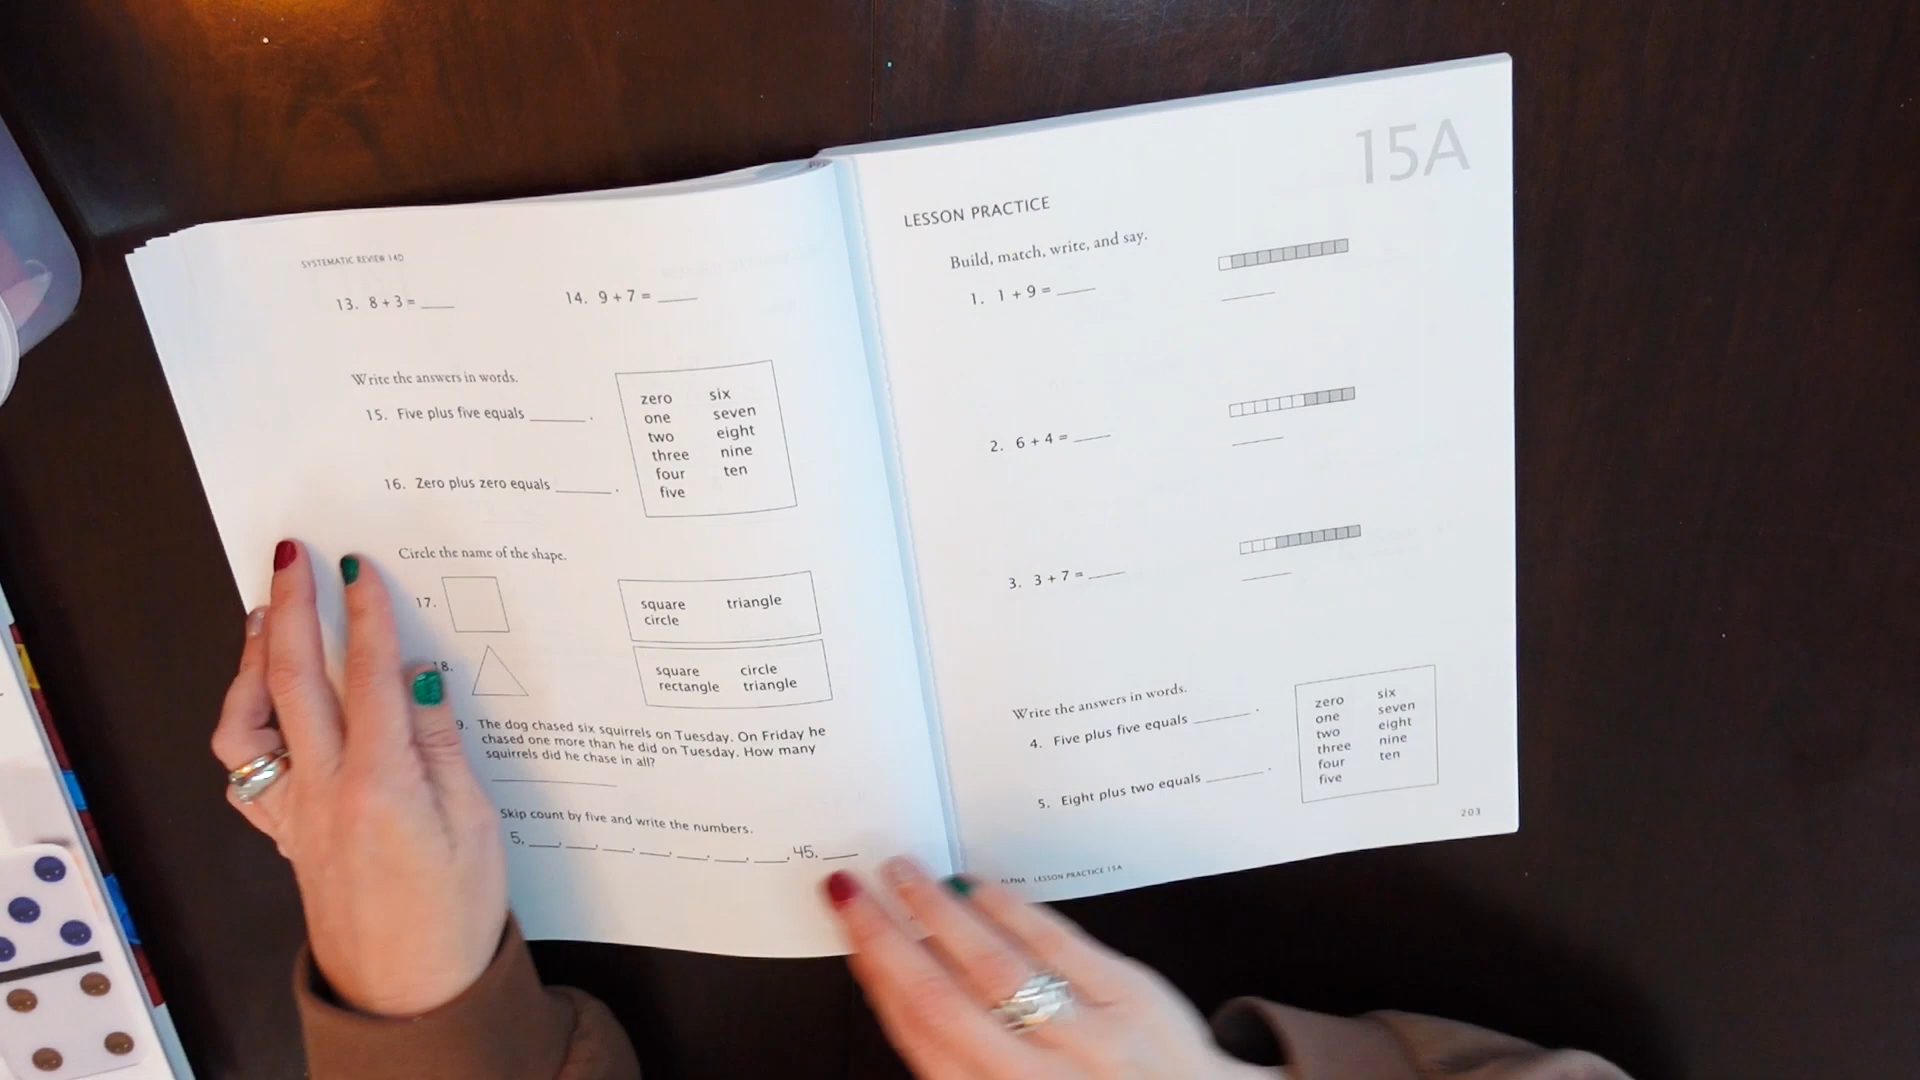 SYSTEMATIC REVIEW 14D
13. 8 + 3 = ____
14. 9 + 7 = ____
Write the answers in words.
15. Five plus five equals ______ .
16. Zero plus zero equals ______ .
zero six
one seven
two eight
three nine
four ten
five
Circle the name of the shape.
17.
square triangle
circle
18.
square circle
rectangle triangle
9. The dog chased six squirrels on Tuesday. On Friday he
chased one more than he did on Tuesday. How many
squirrels did he chase in all?
Skip count by five and write the numbers.
5, ___, ___, ___, ___, ___, ___, ___, 45, ___
15A
LESSON PRACTICE
Build, match, write, and say.
1. 1 + 9 = ____
2. 6 + 4 = ____
3. 3 + 7 = ____
Write the answers in words.
4. Five plus five equals ______ .
5. Eight plus two equals ______ .
zero six
one seven
two eight
three nine
four ten
five
ALPHA LESSON PRACTICE 15A
203